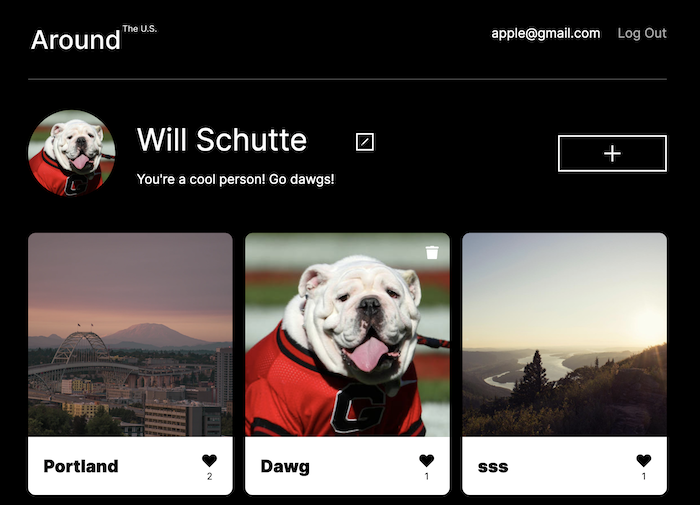 Around The U.S.
apple@gmail.com Log Out
Will Schutte
You're a cool person! Go dawgs!
+
G
Portland
2
Dawg
1
sss
1